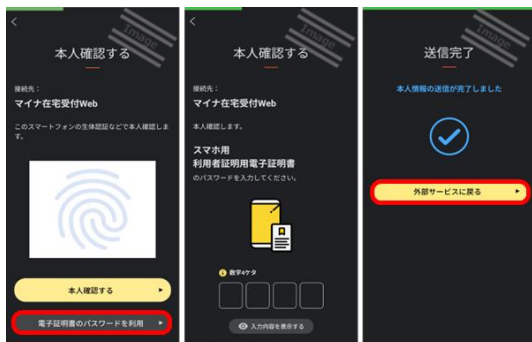 Image
本人確認する
接続先：
マイナ在宅受付Web
このスマートフォンの生体認証などで本人確認しま
す。
本人確認する
電子証明書のパスワードを利用
Image
本人確認する
接続先：
マイナ在宅受付Web
本人確認します。
スマホ用
利用者証明用電子証明書
のパスワードを入力してください。
数字4ケタ
入力内容を表示する
Image
送信完了
本人情報の送信が完了しました
外部サービスに戻る